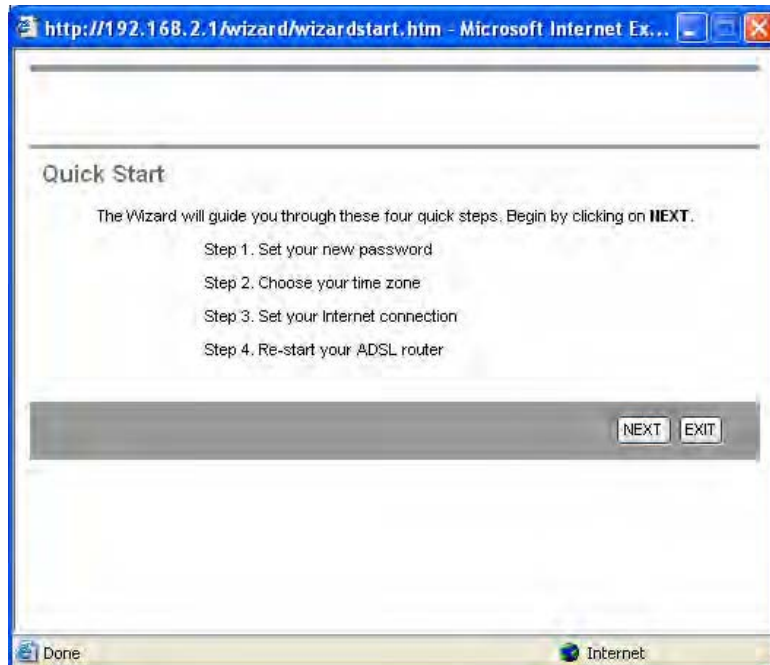 http://192.168.2.1/wizard/wizardstart.htm - Microsoft Internet Ex...
Quick Start
The Wizard will guide you through these four quick steps. Begin by clicking on NEXT.
Step 1. Set your new password
Step 2. Choose your time zone
Step 3. Set your Internet connection
Step 4. Re-start your ADSL router
NEXT EXIT
Done Internet